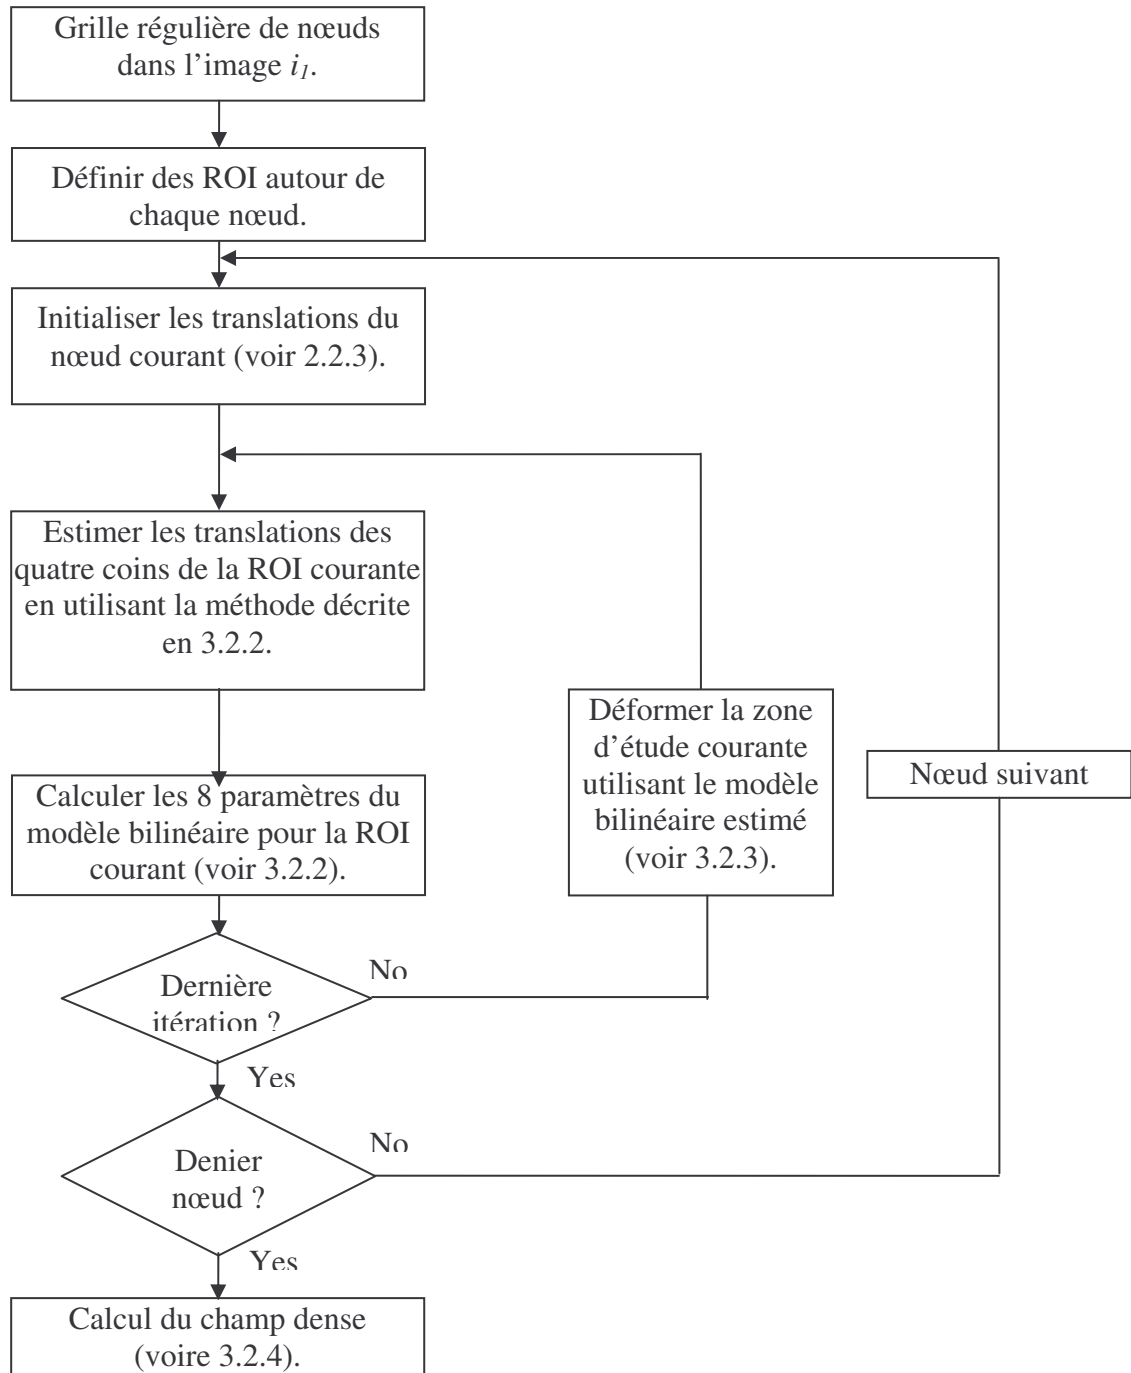 Grille régulière de nœuds
dans l’image i1.
Définir des ROI autour de
chaque nœud.
Initialiser les translations du
nœud courant (voir 2.2.3).
Estimer les translations des
quatre coins de la ROI courante
en utilisant la méthode décrite
en 3.2.2.
Déformer la zone
d’étude courante
utilisant le modèle
bilinéaire estimé
(voir 3.2.3).
Nœud suivant
Calculer les 8 paramètres du
modèle bilinéaire pour la ROI
courant (voir 3.2.2).
No
Dernière
itération ?
Yes
No
Denier
nœud ?
Yes
Calcul du champ dense
(voire 3.2.4).